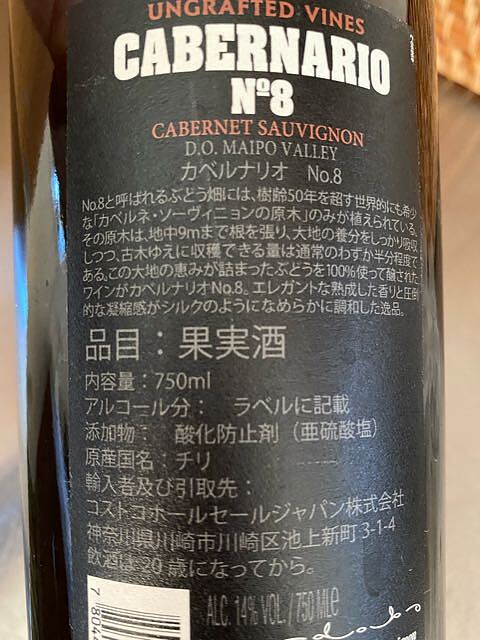 UNGRAFTED VINES
CABERNARIO
Nº8
CABERNET SAUVIGNON
D.O. MAIPO VALLEY
カベルナリオ No.8
No.8と呼ばれるぶどう畑には、樹齢50年を超す世界的にも希少
な「カベルネ・ソーヴィニョンの原木」のみが植えられている。
その原木は、地中9mまで根を張り、大地の養分をしっかり吸収
しつつ、古木ゆえに収穫できる量は通常のわずか半分程度で
ある。この大地の恵みが詰まったぶどうを100%使って醸された
ワインがカベルナリオNo.8。エレガントな熟成した香りと圧倒
的な凝縮感がシルクのようになめらかに調和した逸品。
品目：果実酒
内容量：750ml
アルコール分： ラベルに記載
添加物： 酸化防止剤（亜硫酸塩）
原産国名：チリ
輸入者及び引取先：
コストコホールセールジャパン株式会社
神奈川県川崎市川崎区池上新町 3-1-4
飲酒は 20 歳になってから。
ALC. 14% VOL. / 750 MLe
7 804